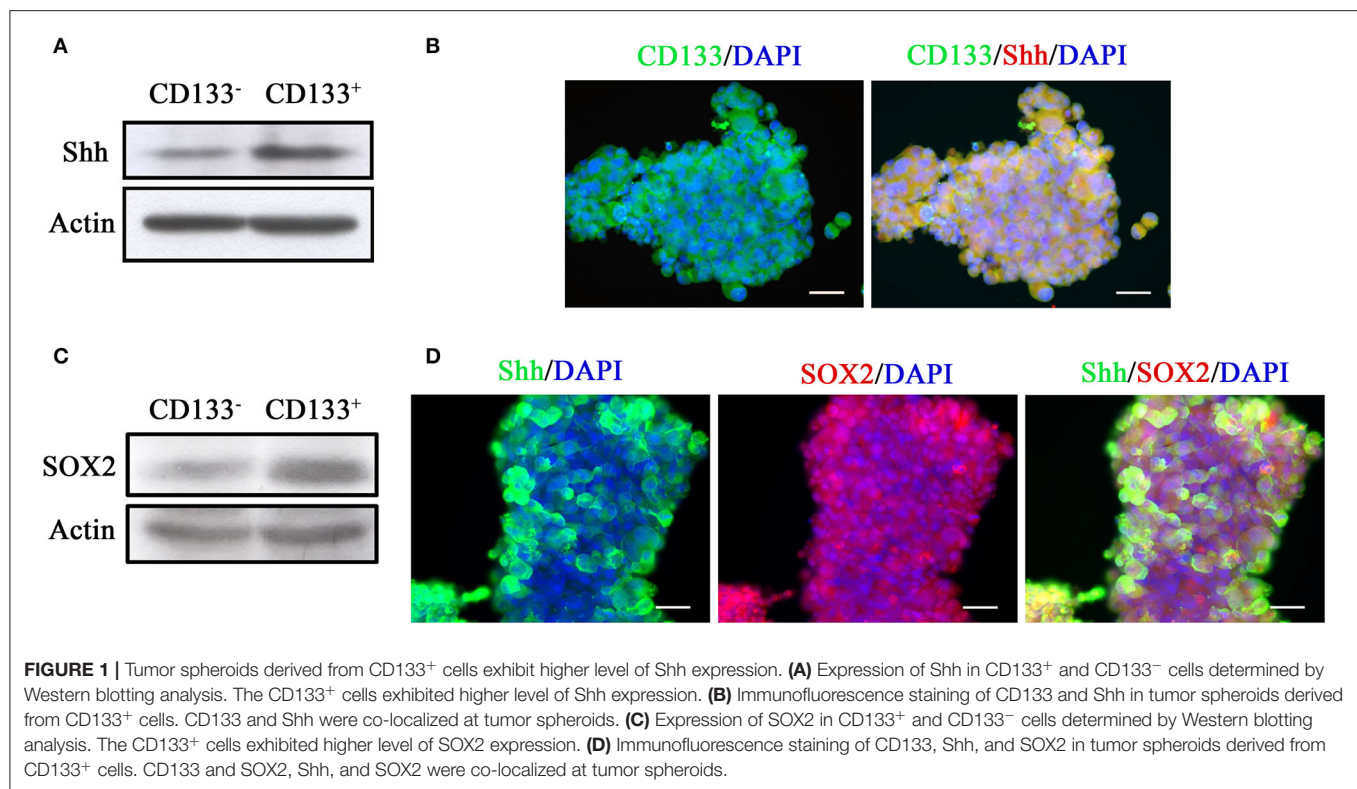 A
CD133⁻ CD133⁺
Shh
Actin
B
CD133/DAPI
CD133/Shh/DAPI
C
CD133⁻ CD133⁺
SOX2
Actin
D
Shh/DAPI
SOX2/DAPI
Shh/SOX2/DAPI
FIGURE 1 | Tumor spheroids derived from CD133⁺ cells exhibit higher level of Shh expression. (A) Expression of Shh in CD133⁺ and CD133⁻ cells determined by
Western blotting analysis. The CD133⁺ cells exhibited higher level of Shh expression. (B) Immunofluorescence staining of CD133 and Shh in tumor spheroids derived
from CD133⁺ cells. CD133 and Shh were co-localized at tumor spheroids. (C) Expression of SOX2 in CD133⁺ and CD133⁻ cells determined by Western blotting
analysis. The CD133⁺ cells exhibited higher level of SOX2 expression. (D) Immunofluorescence staining of CD133, Shh, and SOX2 in tumor spheroids derived from
CD133⁺ cells. CD133 and SOX2, Shh, and SOX2 were co-localized at tumor spheroids.